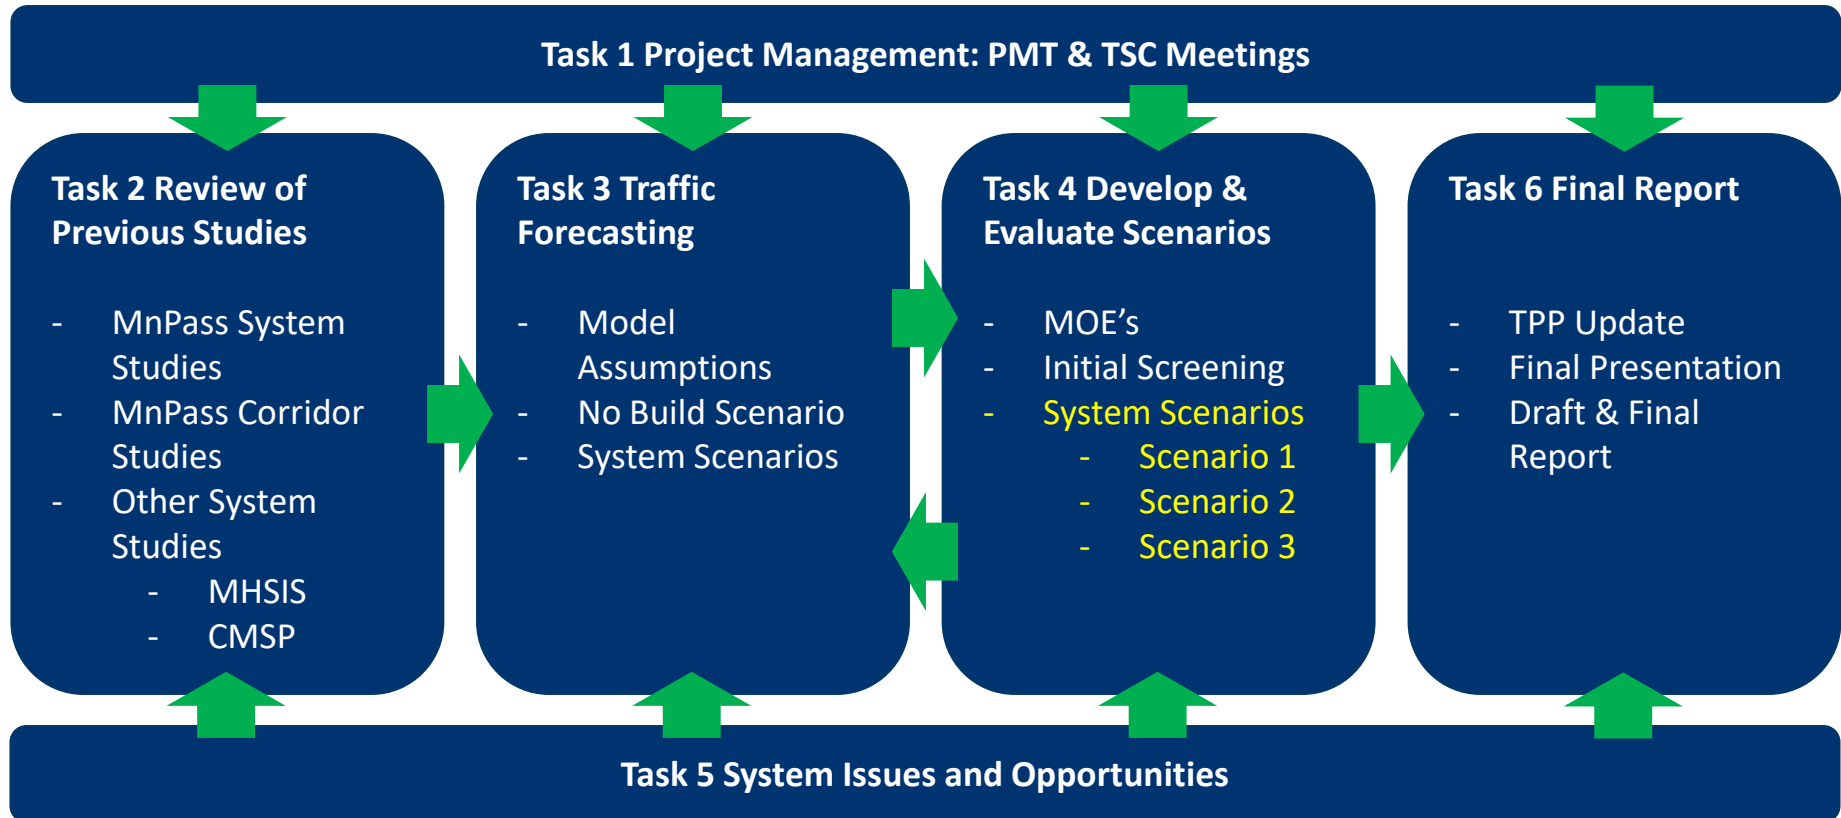 Task 1 Project Management: PMT & TSC Meetings
Task 2 Review of
Previous Studies
- MnPass System
Studies
- MnPass Corridor
Studies
- Other System
Studies
- MHSIS
- CMSP
Task 3 Traffic
Forecasting
- Model
Assumptions
- No Build Scenario
- System Scenarios
Task 4 Develop &
Evaluate Scenarios
- MOE's
- Initial Screening
- System Scenarios
- Scenario 1
- Scenario 2
- Scenario 3
Task 6 Final Report
- TPP Update
- Final Presentation
- Draft & Final
Report
Task 5 System Issues and Opportunities